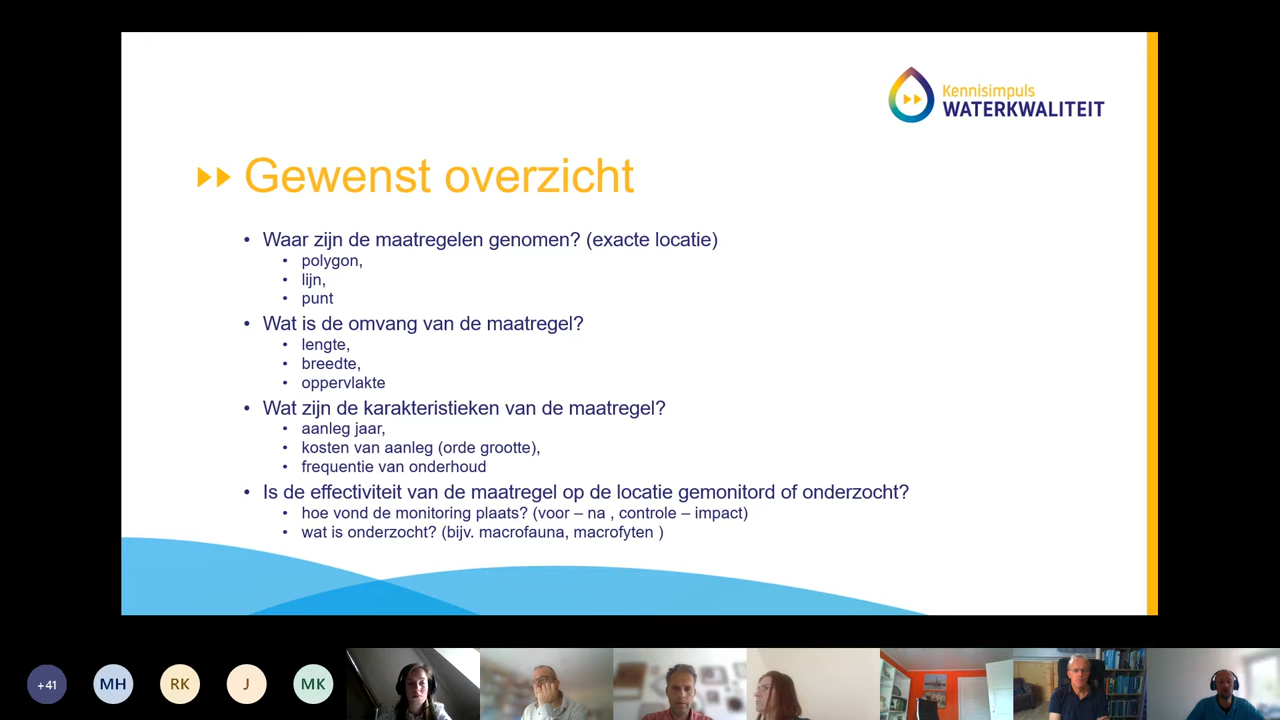 Kennisimpuls
WATERKWALITEIT
Gewenst overzicht
• Waar zijn de maatregelen genomen? (exacte locatie)
• polygon,
• lijn,
• punt
• Wat is de omvang van de maatregel?
• lengte,
• breedte,
• oppervlakte
• Wat zijn de karakteristieken van de maatregel?
• aanleg jaar,
• kosten van aanleg (orde grootte),
• frequentie van onderhoud
• Is de effectiviteit van de maatregel op de locatie gemonitord of onderzocht?
• hoe vond de monitoring plaats? (voor – na , controle – impact)
• wat is onderzocht? (bijv. macrofauna, macrofyten )
+41 MH RK J MK